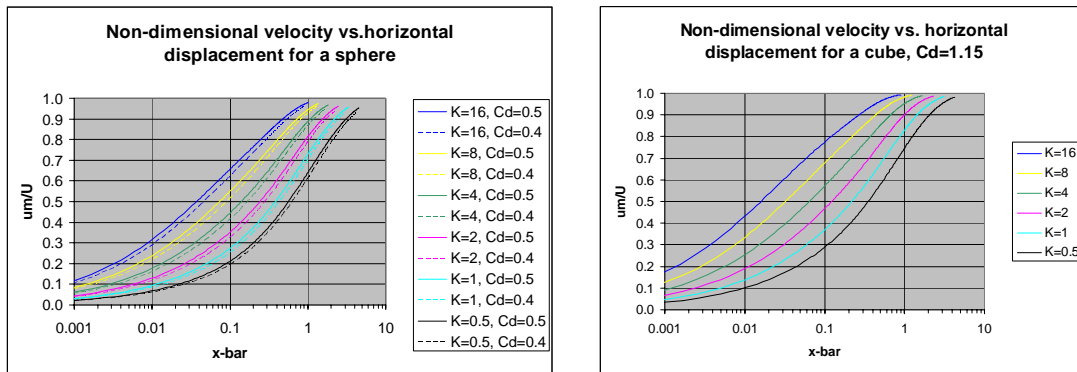 Non-dimensional velocity vs.horizontal
displacement for a sphere
um/U
1.0
0.9
0.8
0.7
0.6
0.5
0.4
0.3
0.2
0.1
0.0
0.001
0.01
0.1
1
10
x-bar
K=16, Cd=0.5
K=16, Cd=0.4
K=8, Cd=0.5
K=8, Cd=0.4
K=4, Cd=0.5
K=4, Cd=0.4
K=2, Cd=0.5
K=2, Cd=0.4
K=1, Cd=0.5
K=1, Cd=0.4
K=0.5, Cd=0.5
K=0.5, Cd=0.4
Non-dimensional velocity vs. horizontal
displacement for a cube, Cd=1.15
um/U
1.0
0.9
0.8
0.7
0.6
0.5
0.4
0.3
0.2
0.1
0.0
0.001
0.01
0.1
1
10
x-bar
K=16
K=8
K=4
K=2
K=1
K=0.5